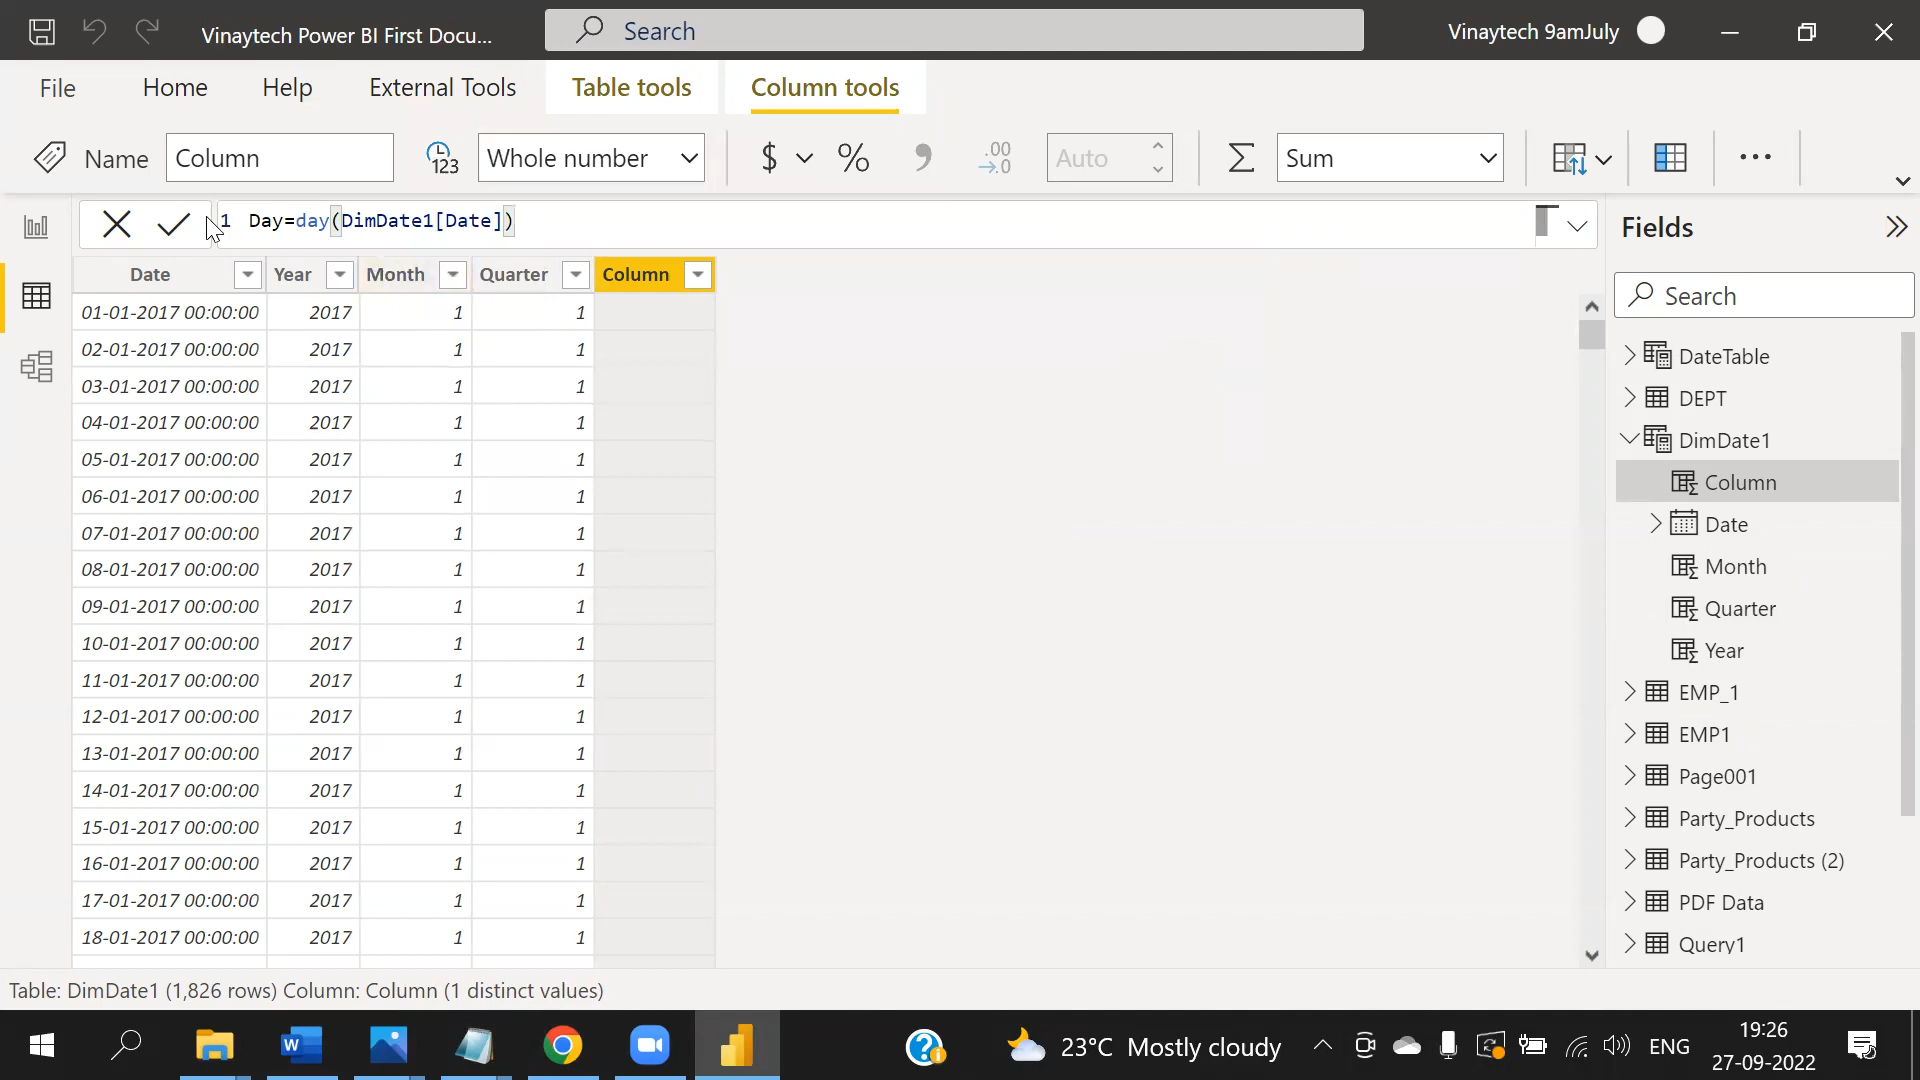 Vinaytech Power BI First Docu...
Search
Vinaytech 9amJuly
File
Home
Help
External Tools
Table tools
Column tools
Name
Column
123
Whole number
$
%
,
.00
→.0
Auto
Σ
Sum
...
1 Day=day(DimDate1[Date])
Date Year Month Quarter Column
01-01-2017 00:00:00 2017 1 1
02-01-2017 00:00:00 2017 1 1
03-01-2017 00:00:00 2017 1 1
04-01-2017 00:00:00 2017 1 1
05-01-2017 00:00:00 2017 1 1
06-01-2017 00:00:00 2017 1 1
07-01-2017 00:00:00 2017 1 1
08-01-2017 00:00:00 2017 1 1
09-01-2017 00:00:00 2017 1 1
10-01-2017 00:00:00 2017 1 1
11-01-2017 00:00:00 2017 1 1
12-01-2017 00:00:00 2017 1 1
13-01-2017 00:00:00 2017 1 1
14-01-2017 00:00:00 2017 1 1
15-01-2017 00:00:00 2017 1 1
16-01-2017 00:00:00 2017 1 1
17-01-2017 00:00:00 2017 1 1
18-01-2017 00:00:00 2017 1 1
Fields
Search
DateTable
DEPT
DimDate1
Column
Date
Month
Quarter
Year
EMP_1
EMP1
Page001
Party_Products
Party_Products (2)
PDF Data
Query1
Table: DimDate1 (1,826 rows) Column: Column (1 distinct values)
23°C Mostly cloudy
ENG
19:26
27-09-2022